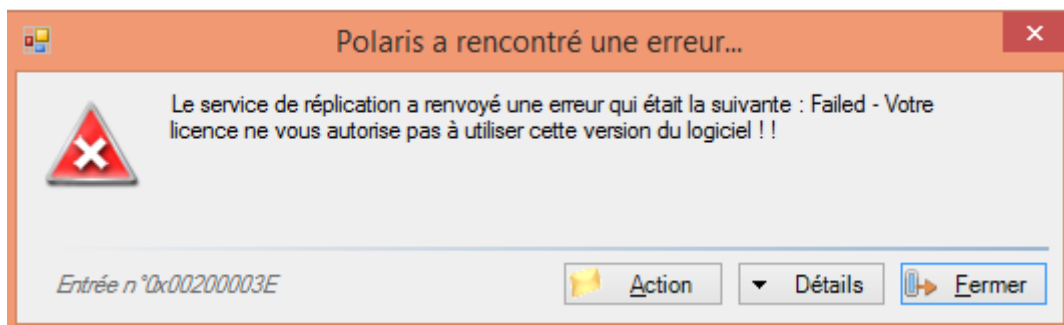 Polaris a rencontré une erreur...
Le service de réplication a renvoyé une erreur qui était la suivante : Failed - Votre
licence ne vous autorise pas à utiliser cette version du logiciel ! !
Entrée n°0x00200003E
Action
Détails
Fermer